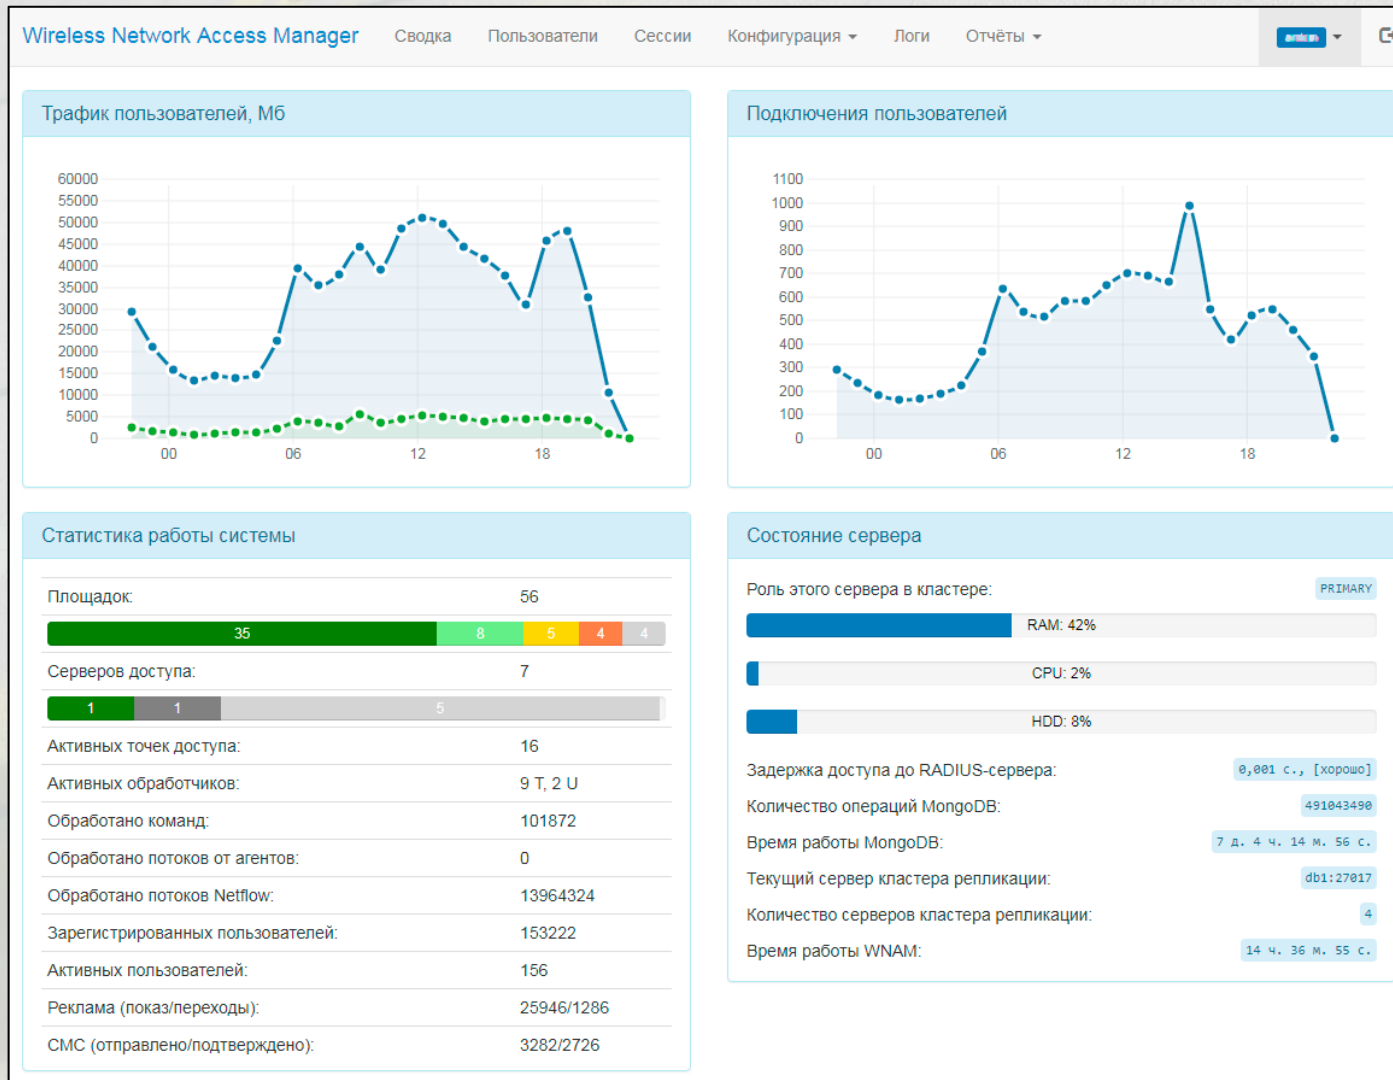 Wireless Network Access Manager Сводка Пользователи Сессии Конфигурация Логи Отчёты
Трафик пользователей, Мб
60000
55000
50000
45000
40000
35000
30000
25000
20000
15000
10000
5000
0
00 06 12 18
Подключения пользователей
1100
1000
900
800
700
600
500
400
300
200
100
0
00 06 12 18
Статистика работы системы
Площадок: 56
35 8 5 4 4
Серверов доступа: 7
1 1 5
Активных точек доступа: 16
Активных обработчиков: 9 T, 2 U
Обработано команд: 101872
Обработано потоков от агентов: 0
Обработано потоков Netflow: 13964324
Зарегистрированных пользователей: 153222
Активных пользователей: 156
Реклама (показ/переходы): 25946/1286
СМС (отправлено/подтверждено): 3282/2726
Состояние сервера
Роль этого сервера в кластере: PRIMARY
RAM: 42%
CPU: 2%
HDD: 8%
Задержка доступа до RADIUS-сервера: 0,001 с., [хорошо]
Количество операций MongoDB: 491043490
Время работы MongoDB: 7 д. 4 ч. 14 м. 56 с.
Текущий сервер кластера репликации: db1:27017
Количество серверов кластера репликации: 4
Время работы WNAM: 14 ч. 36 м. 55 с.